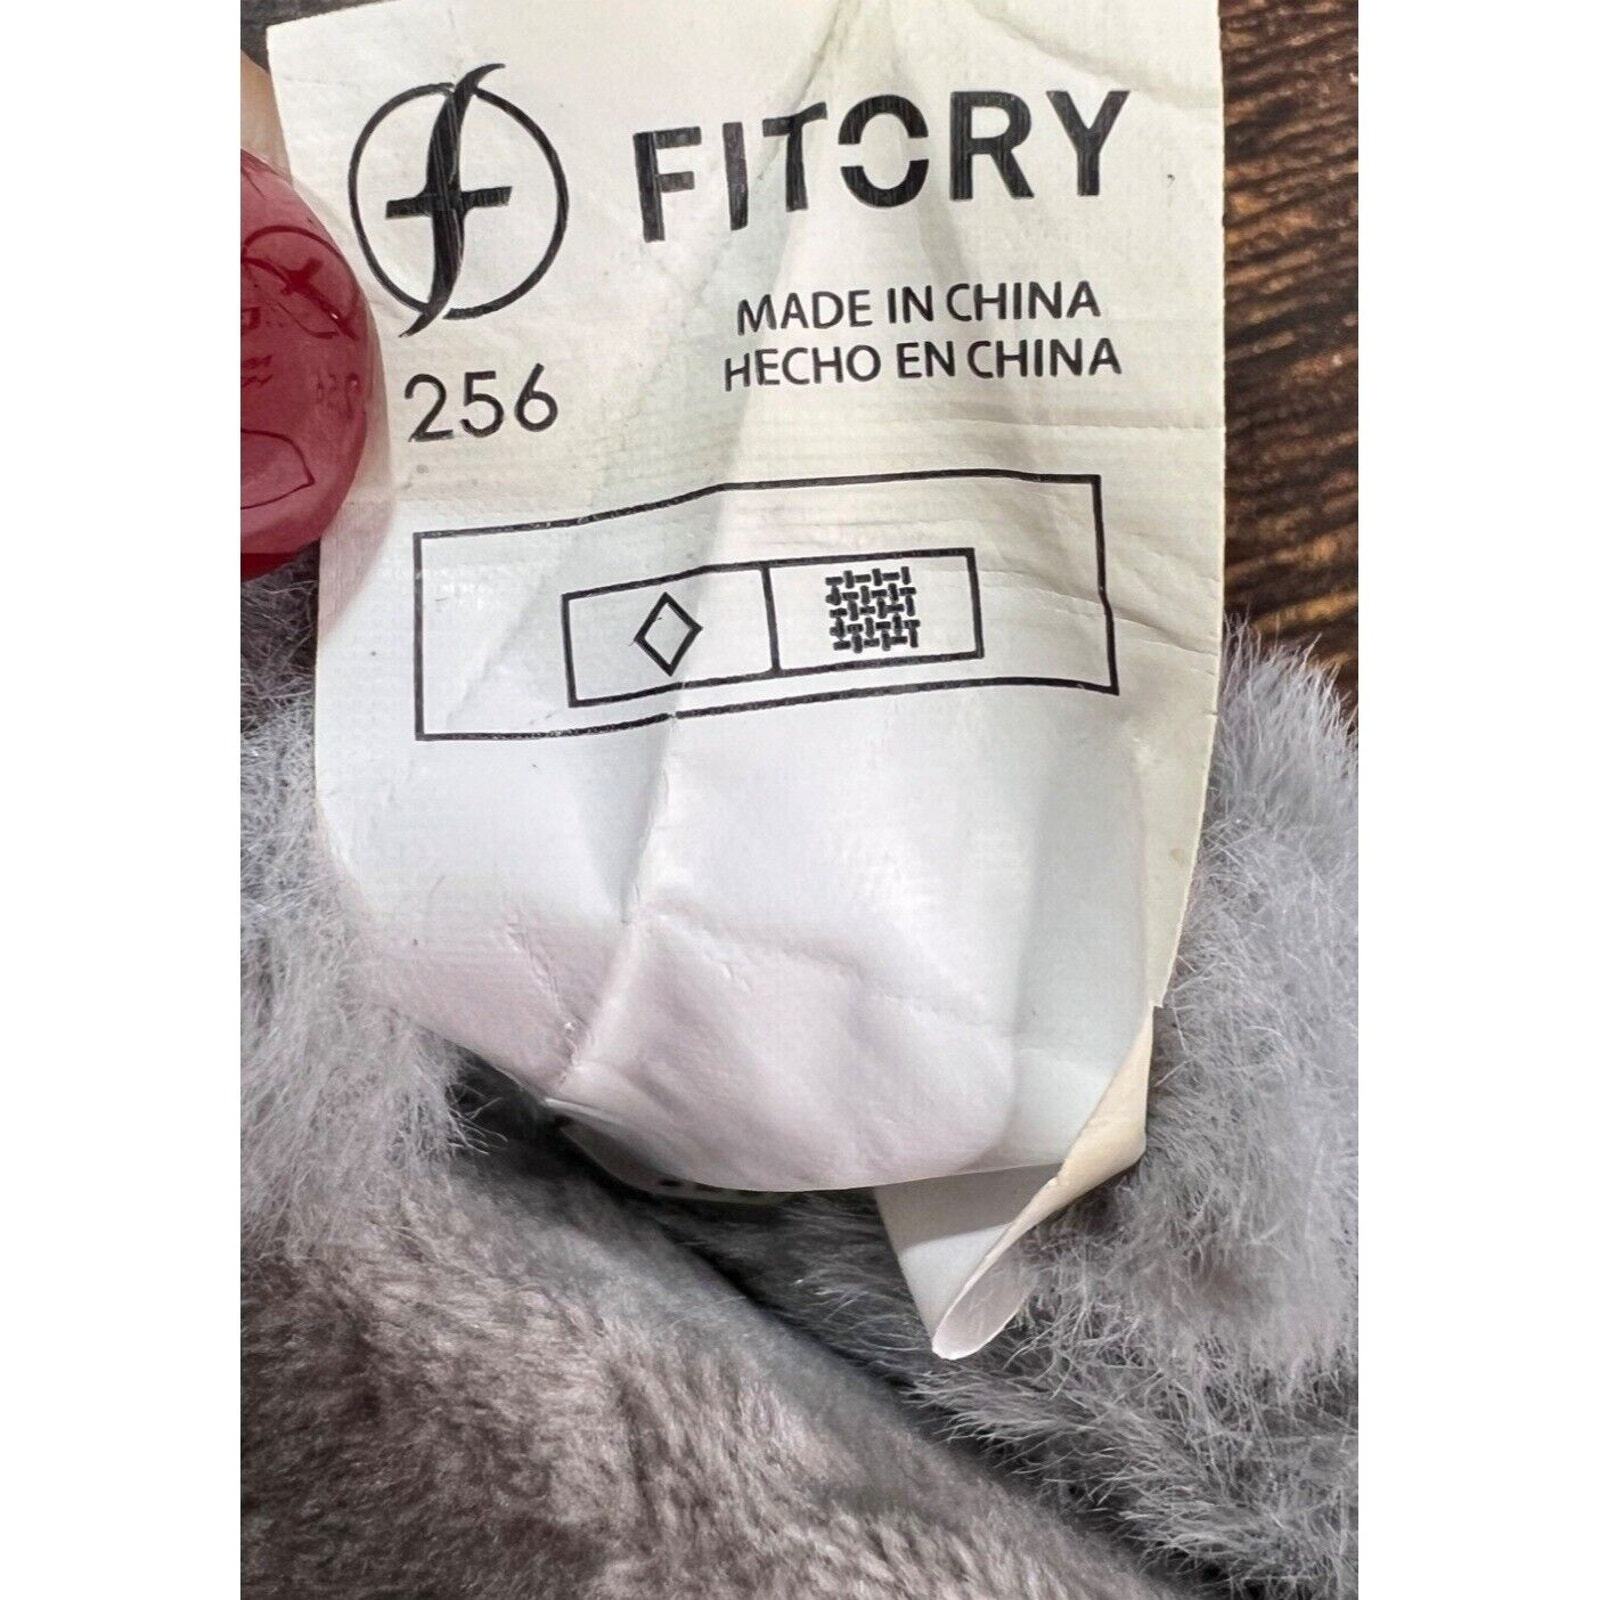 FITORY
MADE IN CHINA
HECHO EN CHINA
256